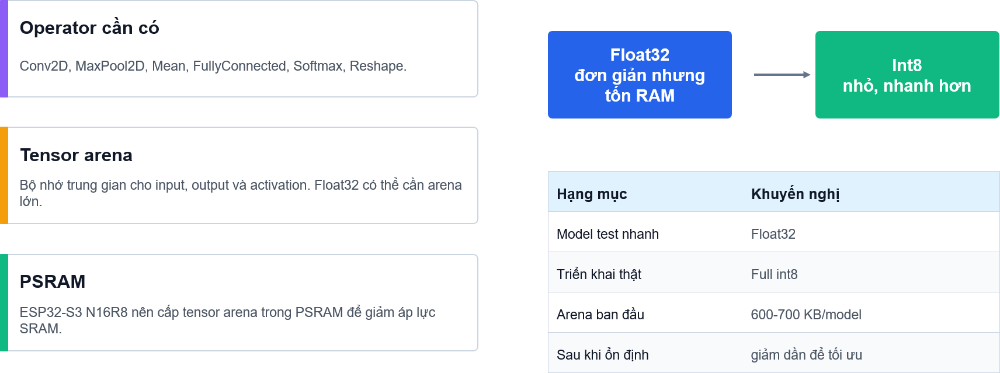 Operator cần có
Conv2D, MaxPool2D, Mean, FullyConnected, Softmax, Reshape.
Tensor arena
Bộ nhớ trung gian cho input, output và activation. Float32 có thể cần arena
lớn.
PSRAM
ESP32-S3 N16R8 nên cấp tensor arena trong PSRAM để giảm áp lực
SRAM.
Float32
đơn giản nhưng
tốn RAM
Int8
nhỏ, nhanh hơn
Hạng mục Khuyến nghị
Model test nhanh Float32
Triển khai thật Full int8
Arena ban đầu 600-700 KB/model
Sau khi ổn định giảm dần để tối ưu